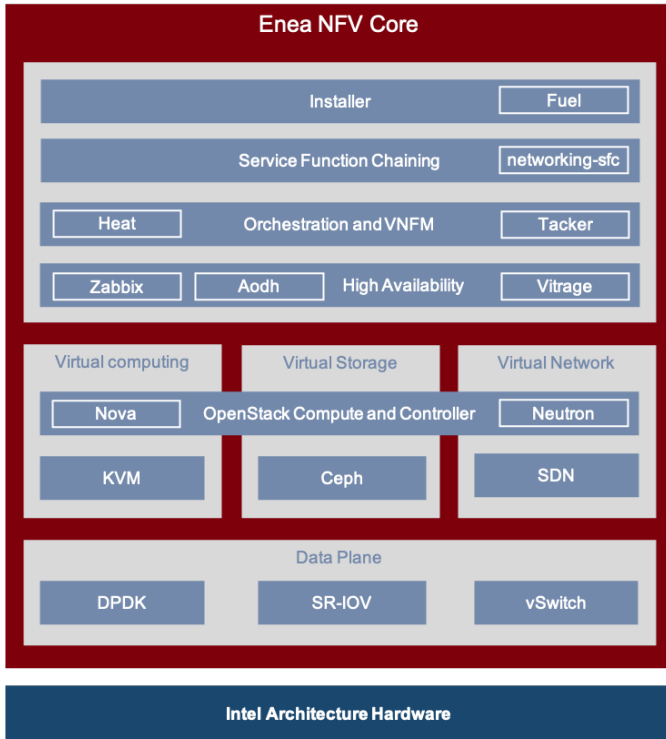 Enea NFV Core
Installer Fuel
Service Function Chaining networking-sfc
Heat Orchestration and VNFM Tacker
Zabbix Aodh High Availability Vitrage
Virtual computing Virtual Storage Virtual Network
Nova OpenStack Compute and Controller Neutron
KVM Ceph SDN
Data Plane
DPDK SR-IOV vSwitch
Intel Architecture Hardware